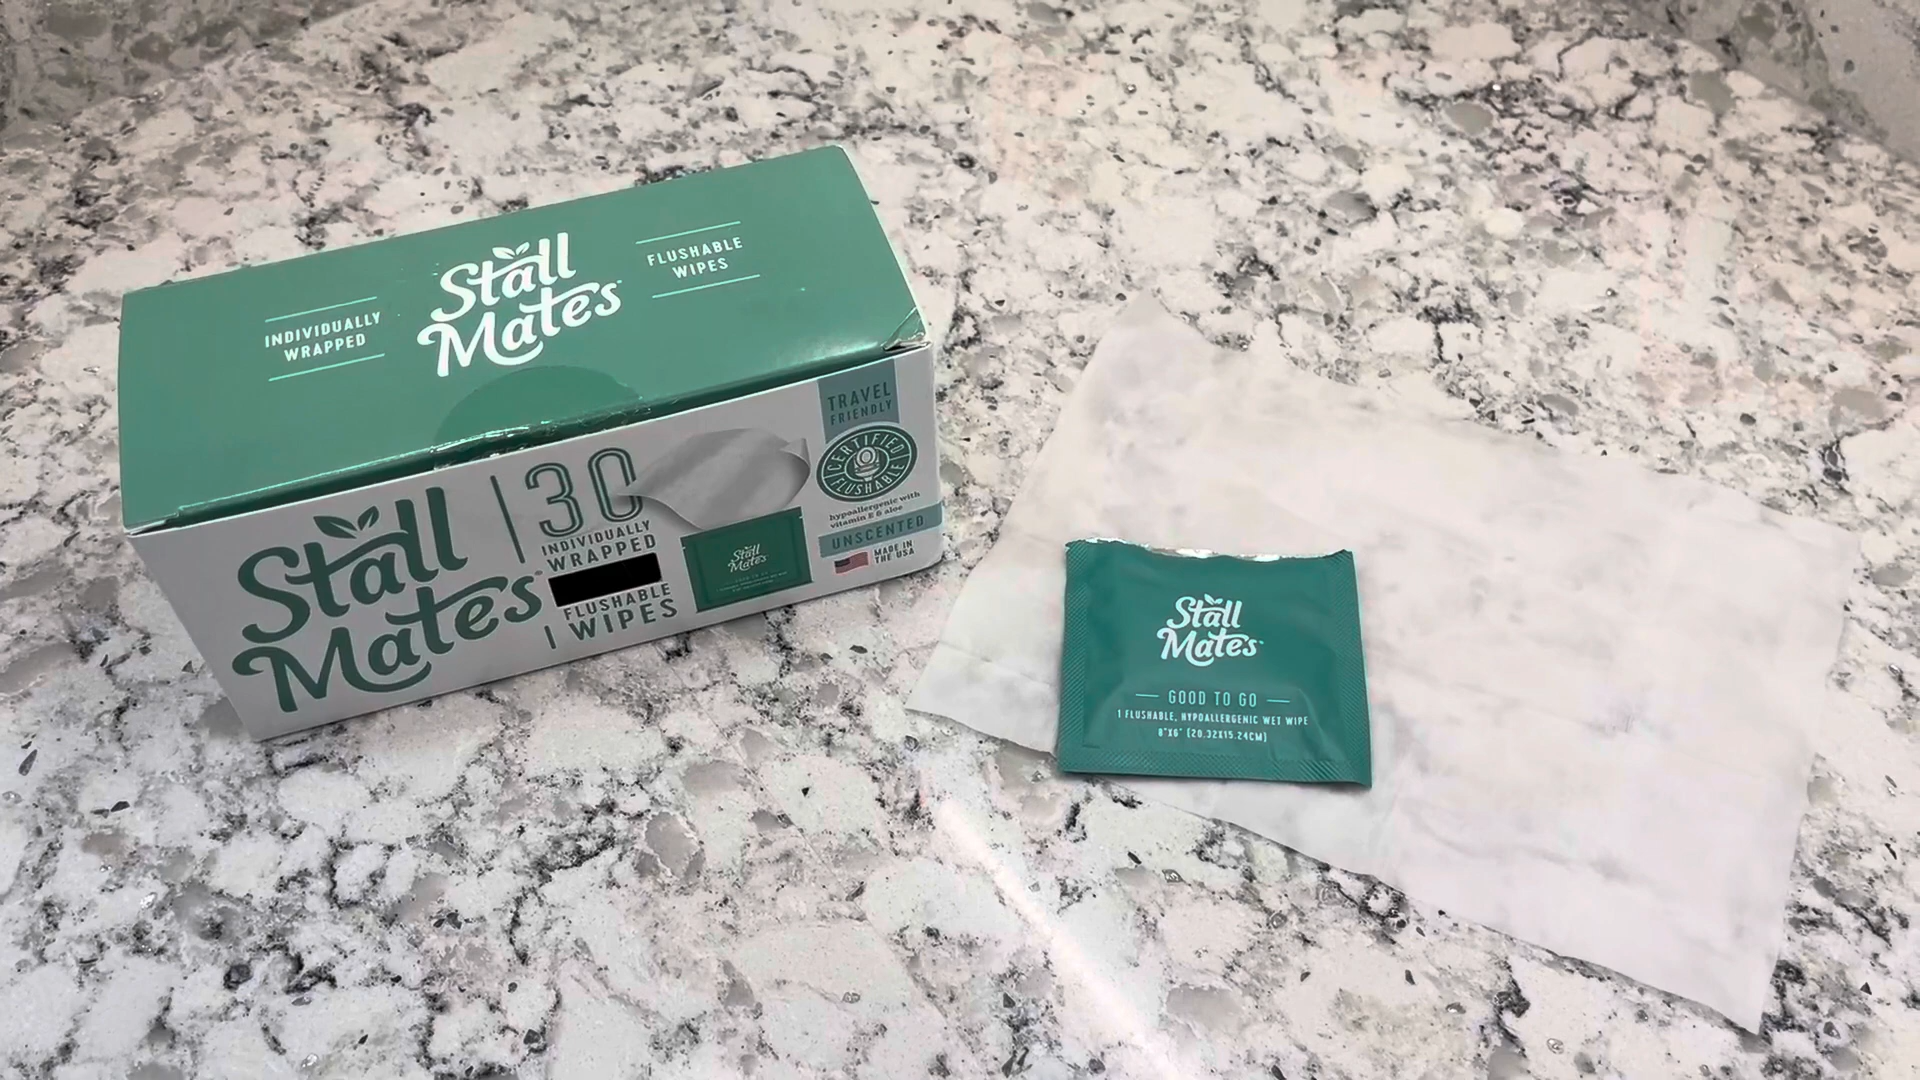 INDIVIDUALLY
WRAPPED
Stall
Mates
FLUSHABLE
WIPES
Stall
Mates
30
INDIVIDUALLY
WRAPPED
FLUSHABLE
WIPES
Stall
Mates
TRAVEL
FRIENDLY
CERTIFIED
FLUSHABLE
hypoallergenic with
vitamin E & aloe
UNSCENTED
MADE IN
THE USA
Stall
Mates™
GOOD TO GO
1 FLUSHABLE, HYPOALLERGENIC WET WIPE
8"X6" (20.32X15.24CM)